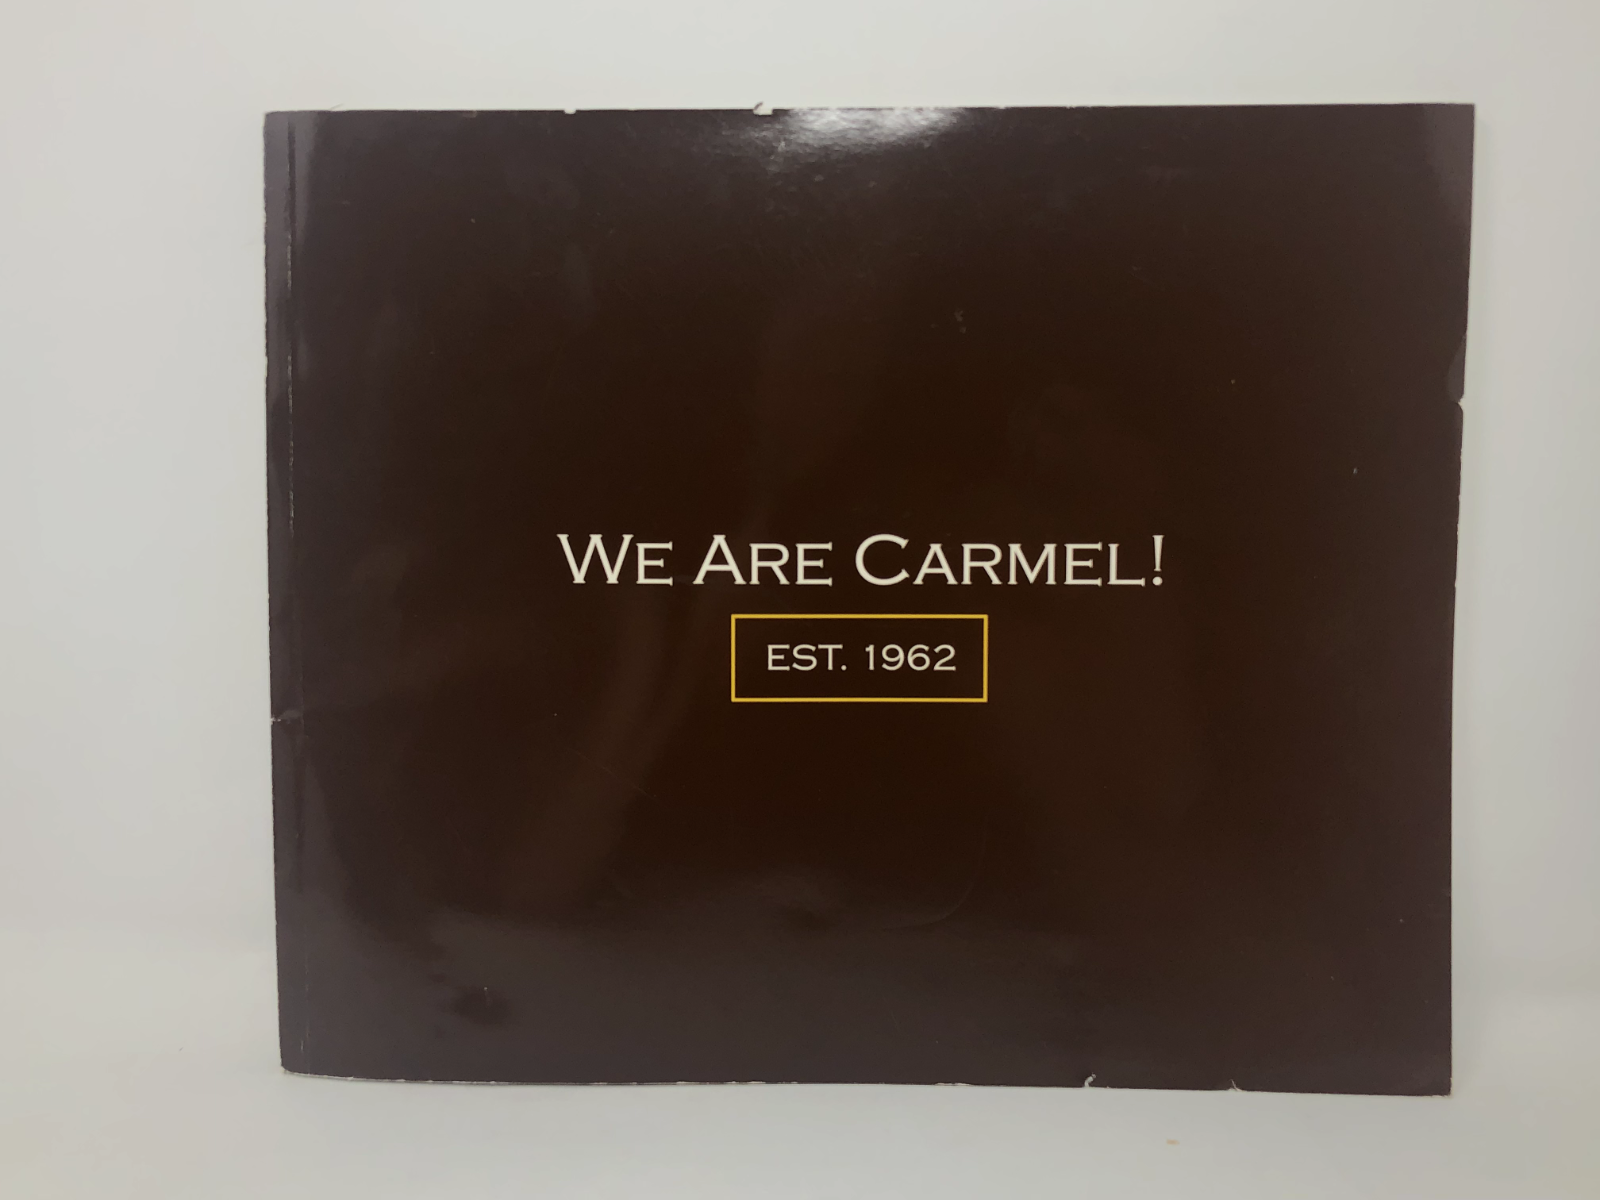 WE ARE CARMEL!
EST. 1962